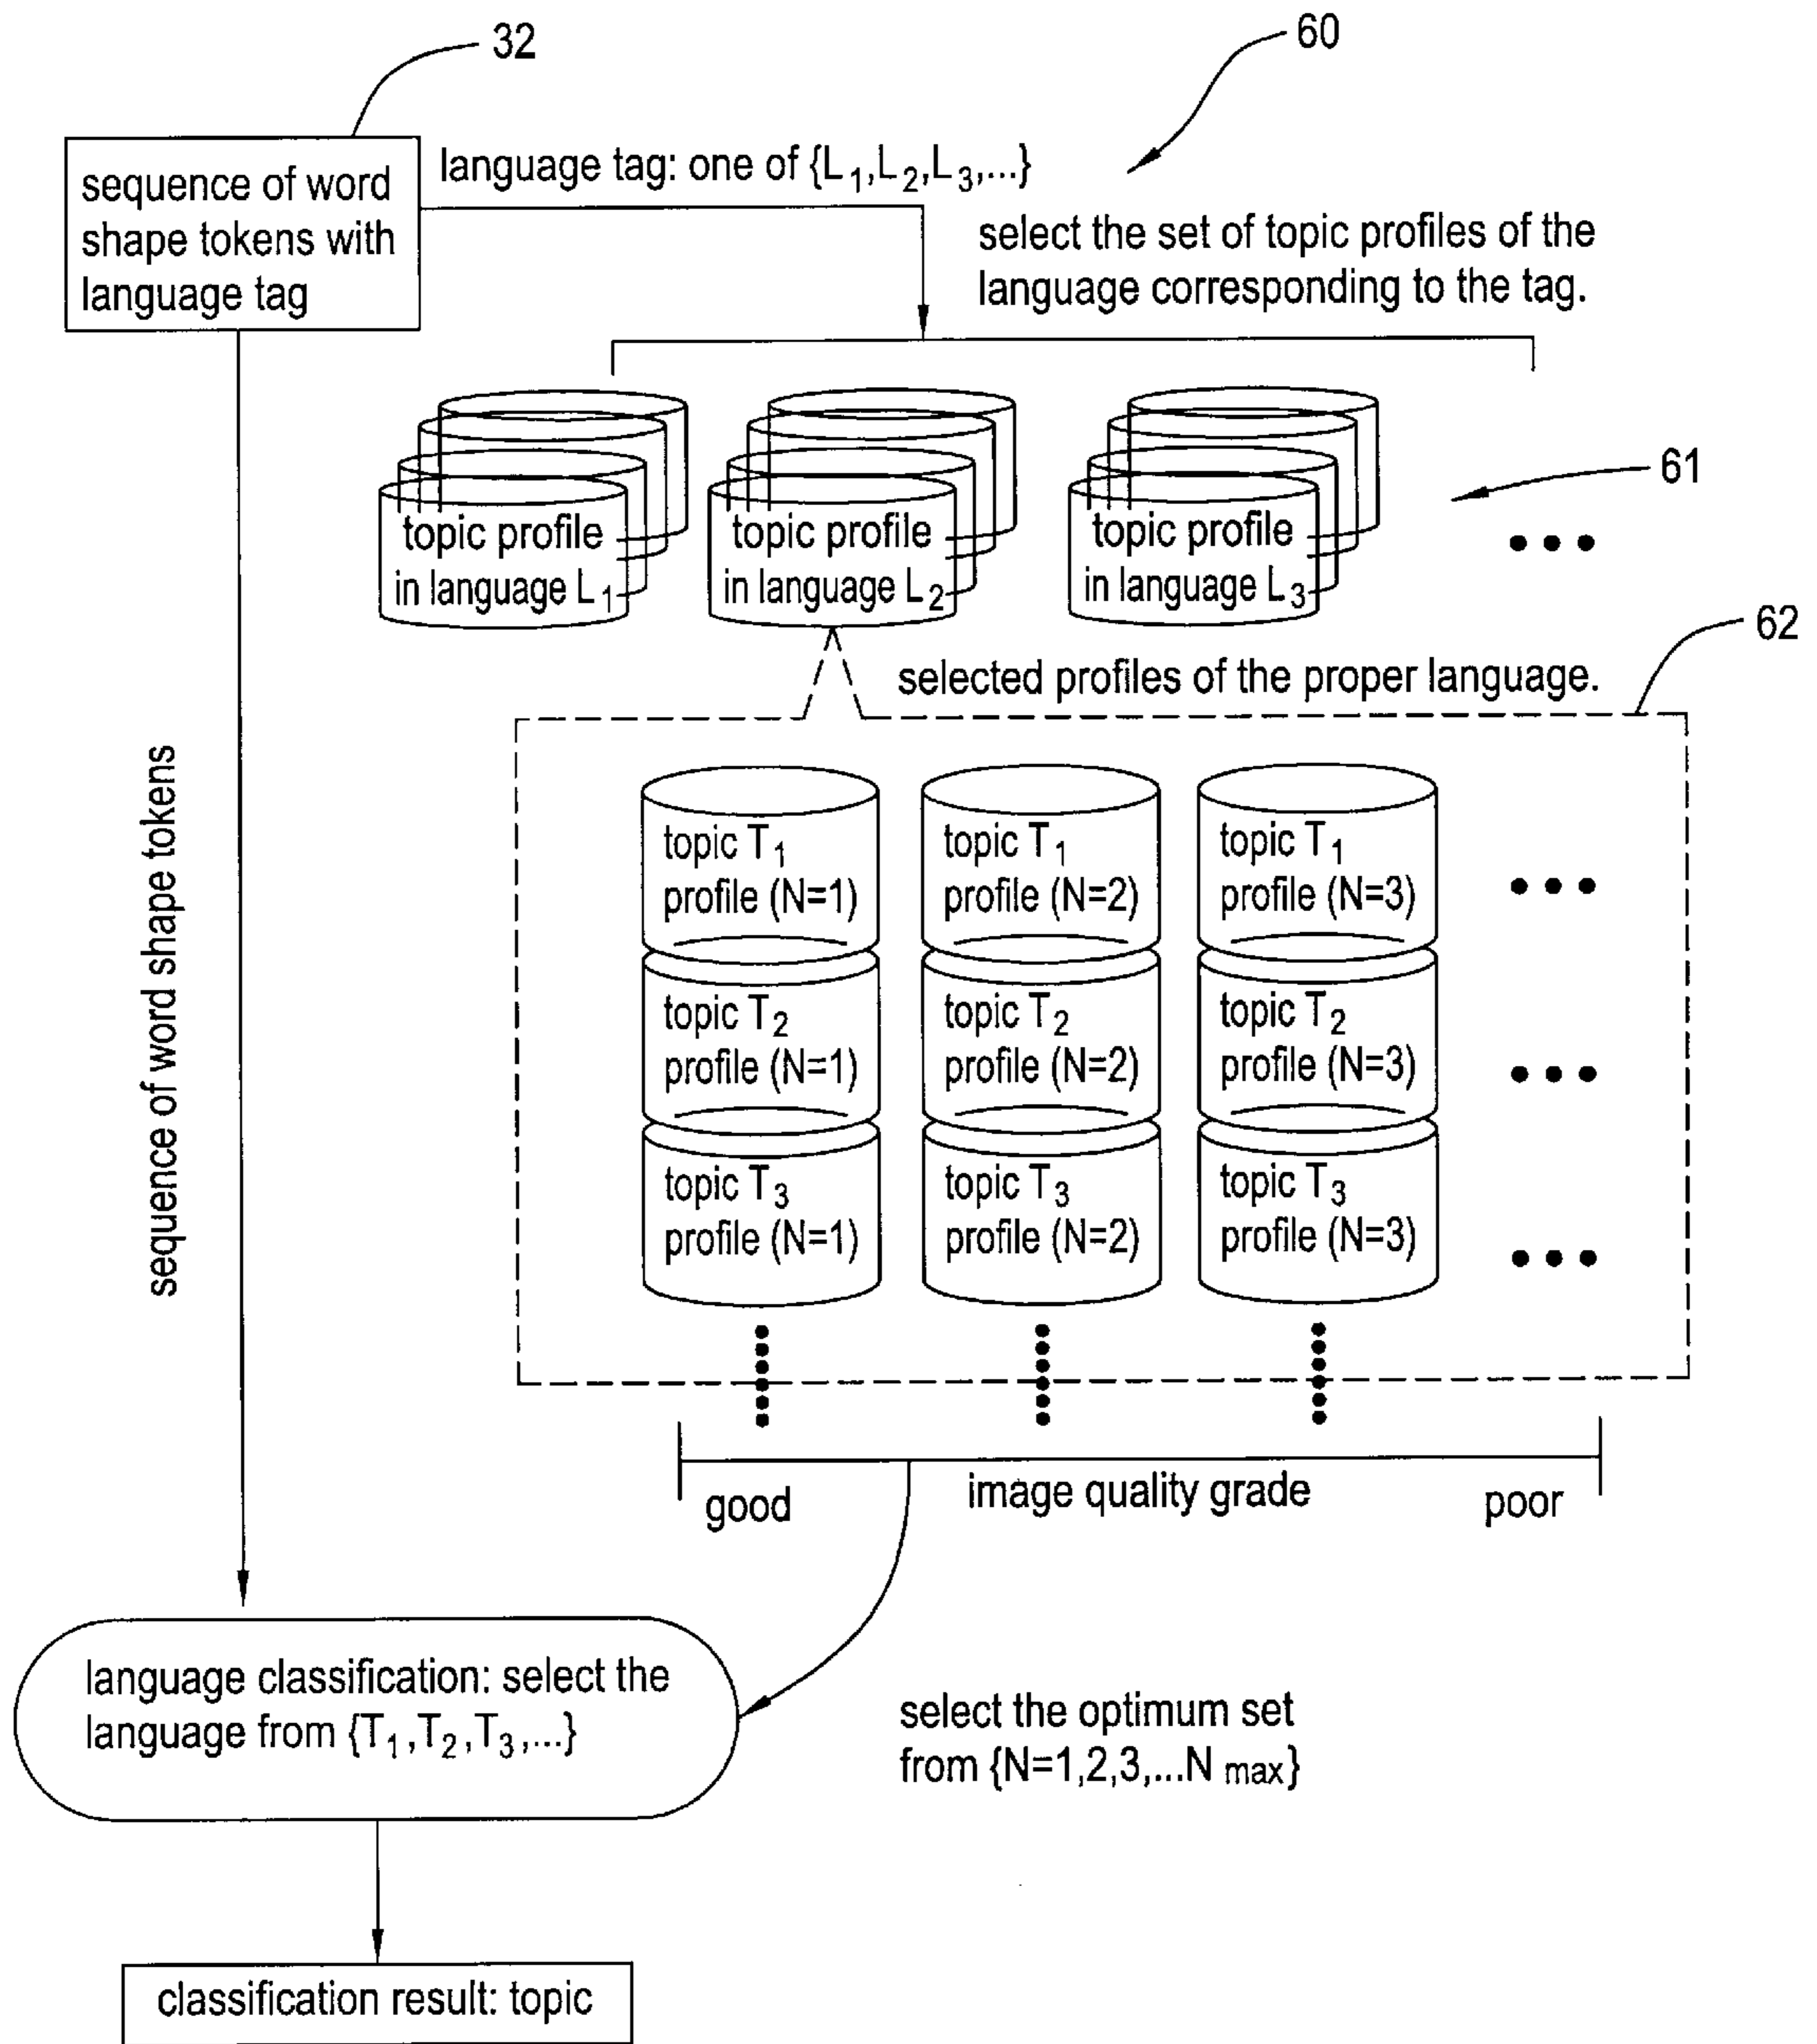 32
60
sequence of word
shape tokens with
language tag
language tag: one of {L1,L2,L3,...}
select the set of topic profiles of the
language corresponding to the tag.
61
topic profile
in language L1
topic profile
in language L2
topic profile
in language L3
•••
62
selected profiles of the proper language.
sequence of word shape tokens
topic T1
profile (N=1)
topic T1
profile (N=2)
topic T1
profile (N=3)
•••
topic T2
profile (N=1)
topic T2
profile (N=2)
topic T2
profile (N=3)
•••
topic T3
profile (N=1)
topic T3
profile (N=2)
topic T3
profile (N=3)
•••
good
image quality grade
poor
language classification: select the
language from {T1,T2,T3,...}
select the optimum set
from {N=1,2,3,...N max}
classification result: topic